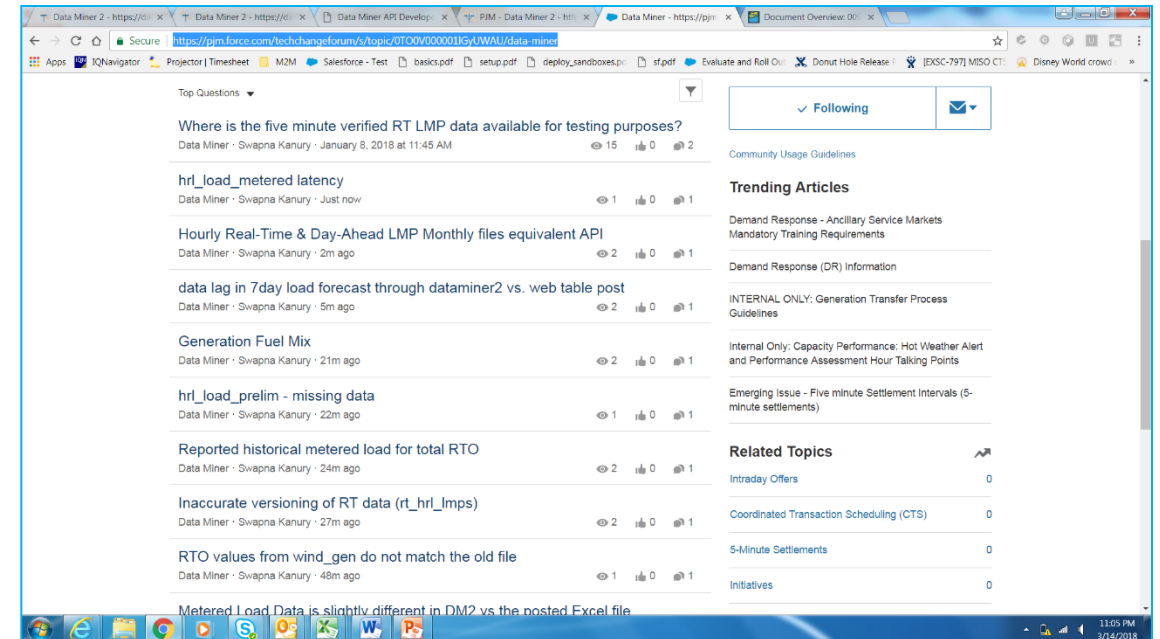 Data Miner 2 - https://da
Data Miner 2 - https://da
Data Miner API Develope
PJM - Data Miner 2 - htt
Data Miner - https://pjm
Document Overview: 00
Secure
https://pjm.force.com/techchangeforum/s/topic/0TO0V000001lGyUWAU/data-miner
Apps IQNavigator Projector | Timesheet M2M Salesforce - Test basics.pdf setup.pdf deploy_sandboxes.pd sf.pdf Evaluate and Roll Ou Donut Hole Release F [EXSC-797] MISO CTS Disney World crowd c »
Top Questions
Where is the five minute verified RT LMP data available for testing purposes?
Data Miner · Swapna Kanury · January 8, 2018 at 11:45 AM 15 0 2
hrl_load_metered latency
Data Miner · Swapna Kanury · Just now 1 0 1
Hourly Real-Time & Day-Ahead LMP Monthly files equivalent API
Data Miner · Swapna Kanury · 2m ago 2 0 1
data lag in 7day load forecast through dataminer2 vs. web table post
Data Miner · Swapna Kanury · 5m ago 2 0 1
Generation Fuel Mix
Data Miner · Swapna Kanury · 21m ago 2 0 1
hrl_load_prelim - missing data
Data Miner · Swapna Kanury · 22m ago 1 0 1
Reported historical metered load for total RTO
Data Miner · Swapna Kanury · 24m ago 2 0 1
Inaccurate versioning of RT data (rt_hrl_lmps)
Data Miner · Swapna Kanury · 27m ago 2 0 1
RTO values from wind_gen do not match the old file
Data Miner · Swapna Kanury · 48m ago 1 0 1
Metered Load Data is slightly different in DM2 vs the posted Excel file
Following
Community Usage Guidelines
Trending Articles
Demand Response - Ancillary Service Markets
Mandatory Training Requirements
Demand Response (DR) Information
INTERNAL ONLY: Generation Transfer Process
Guidelines
Internal Only: Capacity Performance: Hot Weather Alert
and Performance Assessment Hour Talking Points
Emerging Issue - Five minute Settlement Intervals (5-
minute settlements)
Related Topics
Intraday Offers 0
Coordinated Transaction Scheduling (CTS) 0
5-Minute Settlements 0
Initiatives 0
11:05 PM
3/14/2018